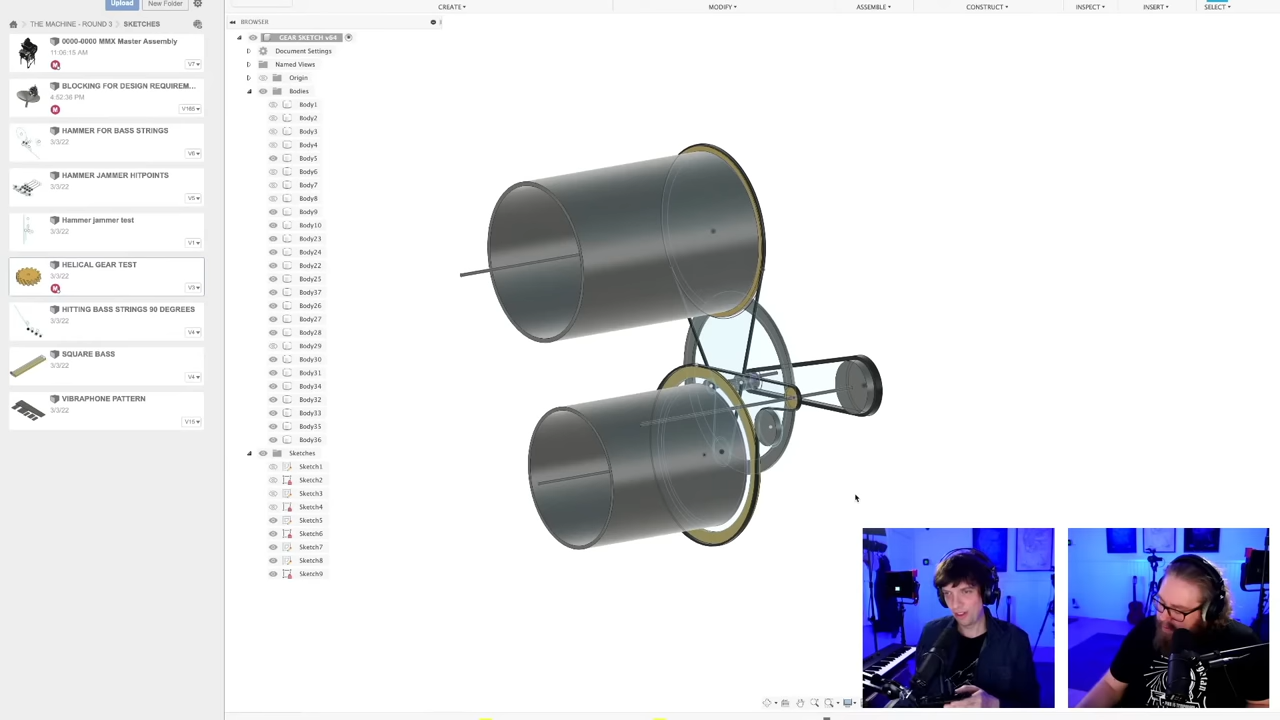 Upload
New Folder
THE MACHINE - ROUND 3
SKETCHES
0000-0000 MMX Master Assembly
11:06:15 AM
V7
BLOCKING FOR DESIGN REQUIREM...
4:52:36 PM
V165
HAMMER FOR BASS STRINGS
3/3/22
V6
HAMMER JAMMER HITPOINTS
3/3/22
V5
Hammer jammer test
3/3/22
V1
HELICAL GEAR TEST
3/3/22
V3
HITTING BASS STRINGS 90 DEGREES
3/3/22
V4
SQUARE BASS
3/3/22
V4
VIBRAPHONE PATTERN
3/3/22
V15
CREATE
MODIFY
ASSEMBLE
CONSTRUCT
INSPECT
INSERT
SELECT
BROWSER
GEAR SKETCH v64
Document Settings
Named Views
Origin
Bodies
Body1
Body2
Body3
Body4
Body5
Body6
Body7
Body8
Body9
Body10
Body23
Body24
Body22
Body25
Body37
Body26
Body27
Body28
Body29
Body30
Body31
Body34
Body32
Body33
Body35
Body36
Sketches
Sketch1
Sketch2
Sketch3
Sketch4
Sketch5
Sketch6
Sketch7
Sketch8
Sketch9